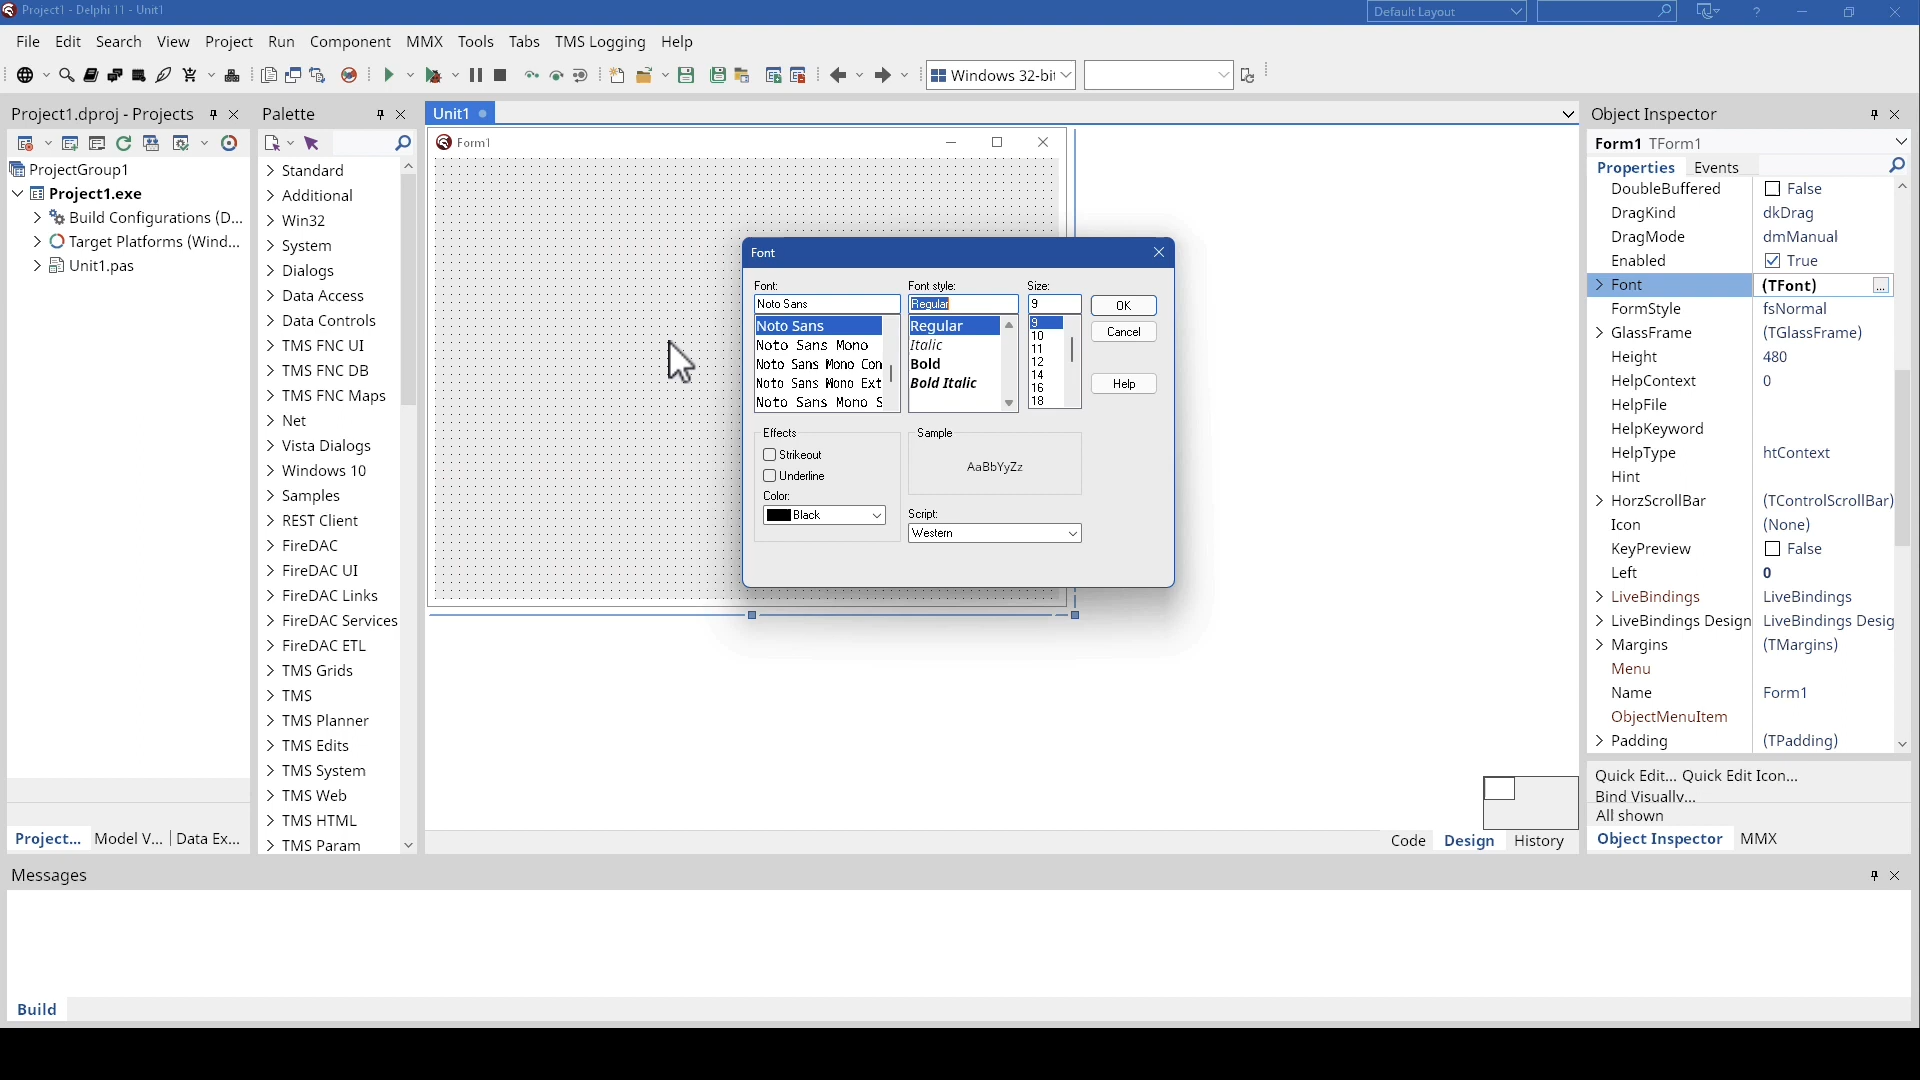 Project1 - Delphi 11 - Unit1
Default Layout
?
File Edit Search View Project Run Component MMX Tools Tabs TMS Logging Help
Windows 32-bit
Project1.dproj - Projects
ProjectGroup1
Project1.exe
Build Configurations (D...
Target Platforms (Wind...
Unit1.pas
Project... Model V... Data Ex...
Palette
Standard
Additional
Win32
System
Dialogs
Data Access
Data Controls
TMS FNC UI
TMS FNC DB
TMS FNC Maps
Net
Vista Dialogs
Windows 10
Samples
REST Client
FireDAC
FireDAC UI
FireDAC Links
FireDAC Services
FireDAC ETL
TMS Grids
TMS
TMS Planner
TMS Edits
TMS System
TMS Web
TMS HTML
TMS Param
Unit1
Form1
Font
Font:
Noto Sans
Noto Sans
Noto Sans Mono
Noto Sans Mono Con
Noto Sans Mono Ext
Noto Sans Mono S
Font style:
Regular
Regular
Italic
Bold
Bold Italic
Size:
9
9
10
11
12
14
16
18
OK
Cancel
Help
Effects
Strikeout
Underline
Color:
Black
Sample
AaBbYyZz
Script:
Western
Code Design History
Object Inspector
Form1 TForm1
Properties Events
DoubleBuffered False
DragKind dkDrag
DragMode dmManual
Enabled True
Font (TFont) ...
FormStyle fsNormal
GlassFrame (TGlassFrame)
Height 480
HelpContext 0
HelpFile
HelpKeyword
HelpType htContext
Hint
HorzScrollBar (TControlScrollBar)
Icon (None)
KeyPreview False
Left 0
LiveBindings LiveBindings
LiveBindings Design LiveBindings Desig
Margins (TMargins)
Menu
Name Form1
ObjectMenuItem
Padding (TPadding)
Quick Edit... Quick Edit Icon...
Bind Visually...
All shown
Object Inspector MMX
Messages
Build